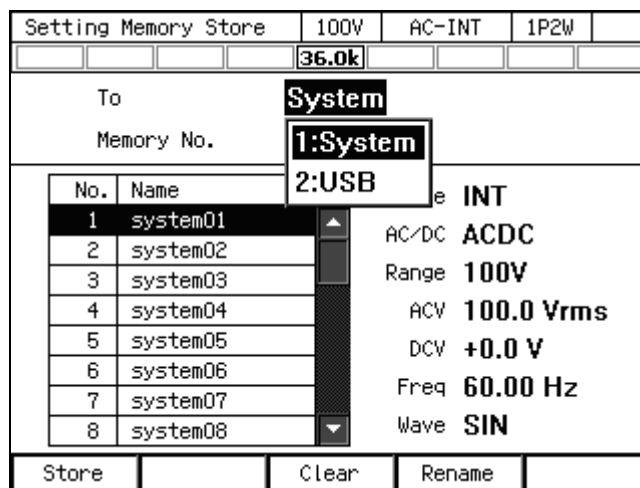 Setting Memory Store 100V AC-INT 1P2W
36.0k
To System
Memory No. 1:System
2:USB
No. Name e INT
1 system01 AC/DC ACDC
2 system02
3 system03 Range 100V
4 system04 ACV 100.0 Vrms
5 system05 DCV +0.0 V
6 system06
7 system07 Freq 60.00 Hz
8 system08 Wave SIN
Store Clear Rename